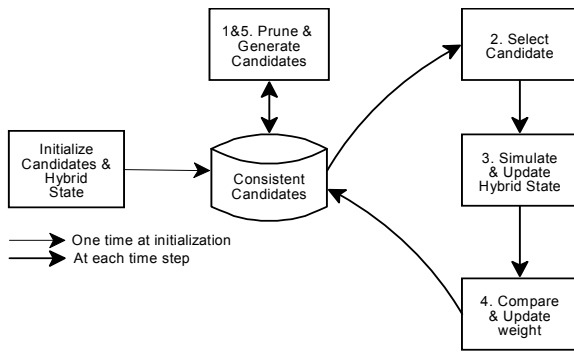 1&5. Prune &
Generate
Candidates
2. Select
Candidate
Initialize
Candidates &
Hybrid
State
Consistent
Candidates
3. Simulate
& Update
Hybrid State
One time at initialization
At each time step
4. Compare
& Update
weight